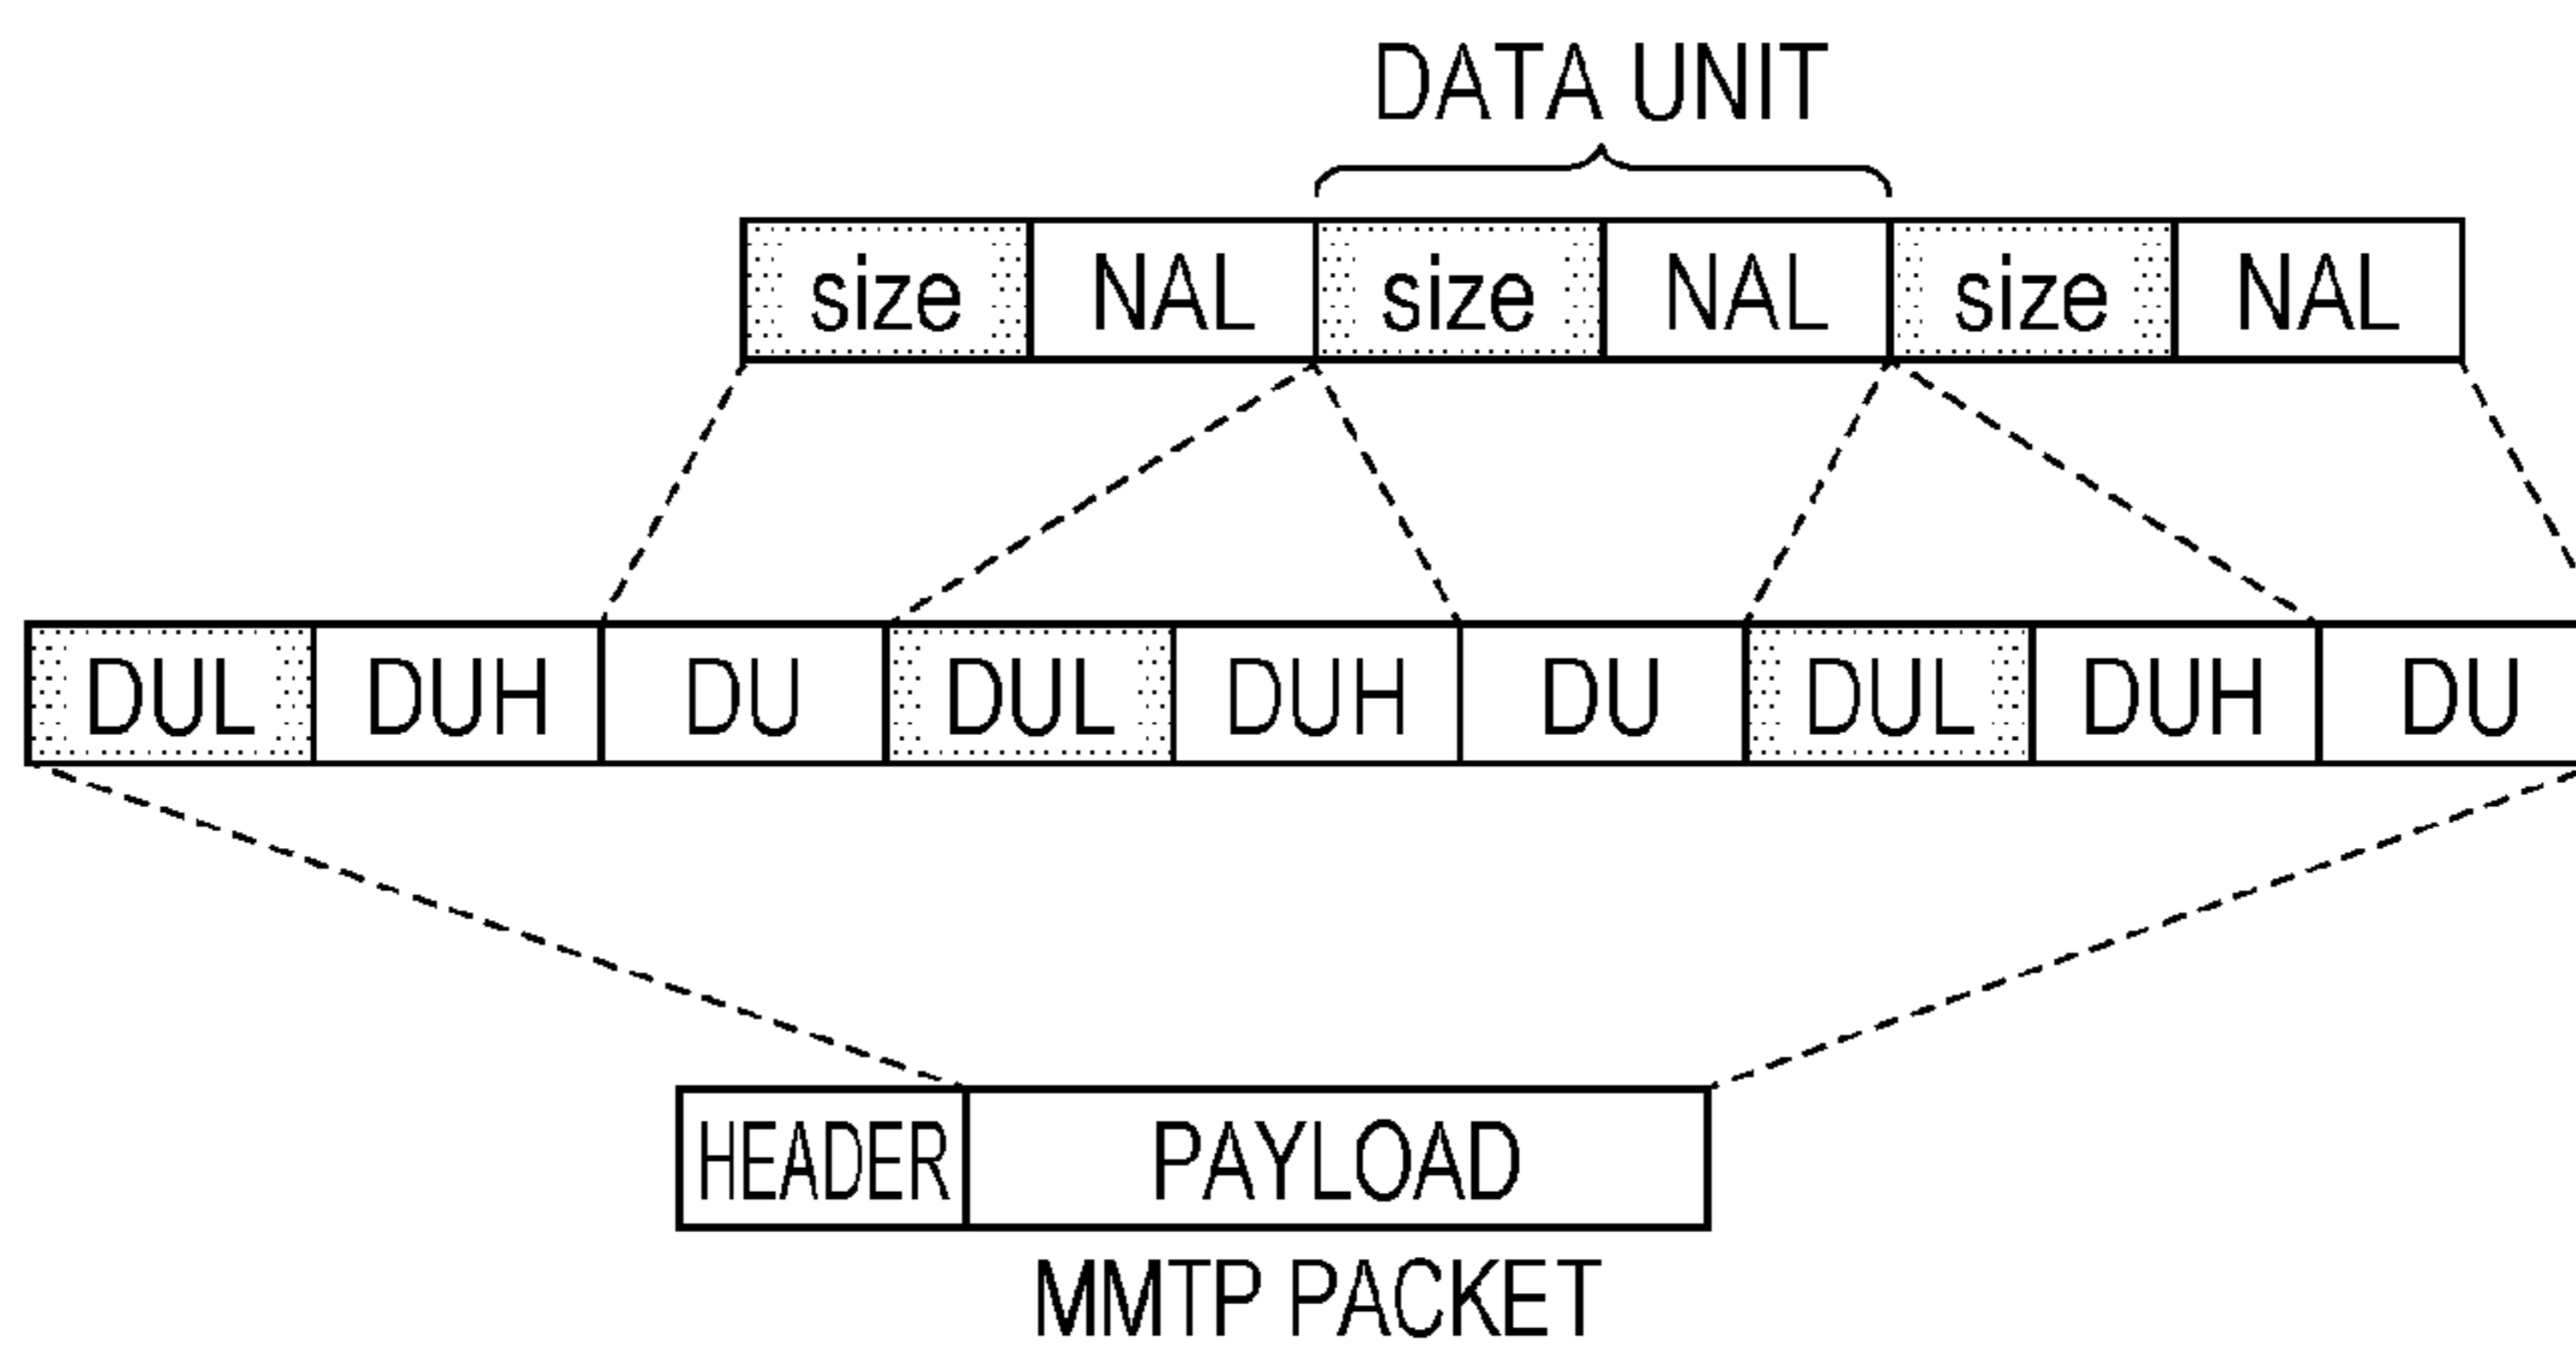 DATA UNIT
size NAL size NAL size NAL
DUL DUH DU DUL DUH DU DUL DUH DU
HEADER PAYLOAD
MMTP PACKET